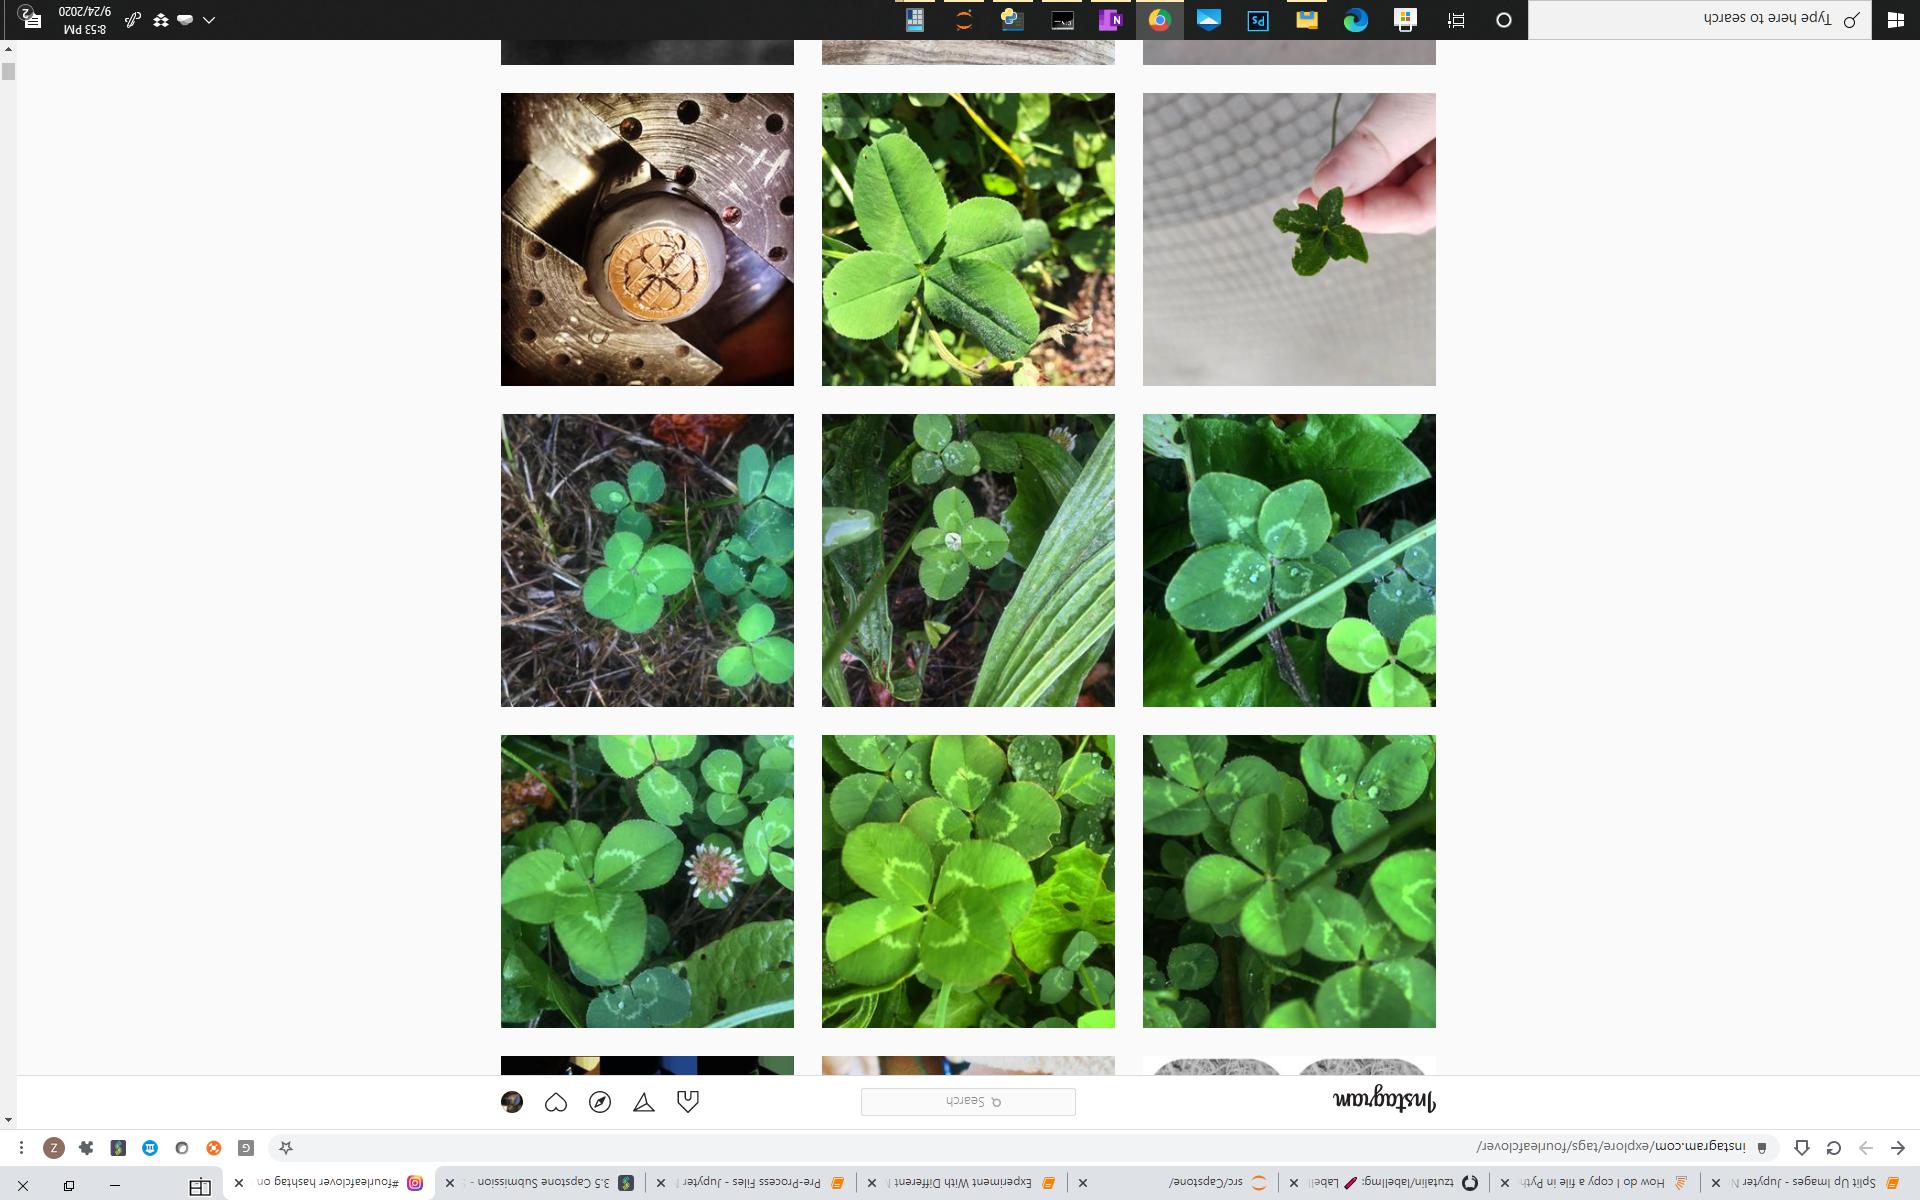 Split Up Images - Jupyter N
How do I copy a file in Pyth
tzutalin/labelImg: Labell
src/Capstone/
Experiment With Different
Pre-Process Files - Jupyter
3.5 Capstone Submission -
#fourleafclover hashtag on
instagram.com/explore/tags/fourleafclover/
Z
Instagram
Search
Type here to search
8:53 PM
9/24/2020
2